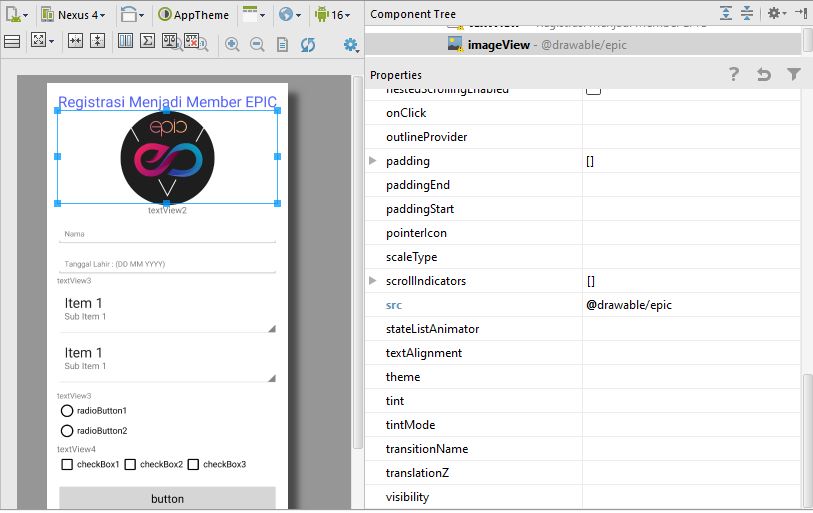 Nexus 4
AppTheme
16
Component Tree
imageView - @drawable/epic
Properties
nestedScrollingEnabled
onClick
outlineProvider
padding []
paddingEnd
paddingStart
pointerIcon
scaleType
scrollIndicators []
src @drawable/epic
stateListAnimator
textAlignment
theme
tint
tintMode
transitionName
translationZ
visibility
Registrasi Menjadi Member EPIC
epic
textView2
Nama
Tanggal Lahir : (DD MM YYYY)
textView3
Item 1
Sub Item 1
Item 1
Sub Item 1
textView3
radioButton1
radioButton2
textView4
checkBox1 checkBox2 checkBox3
button